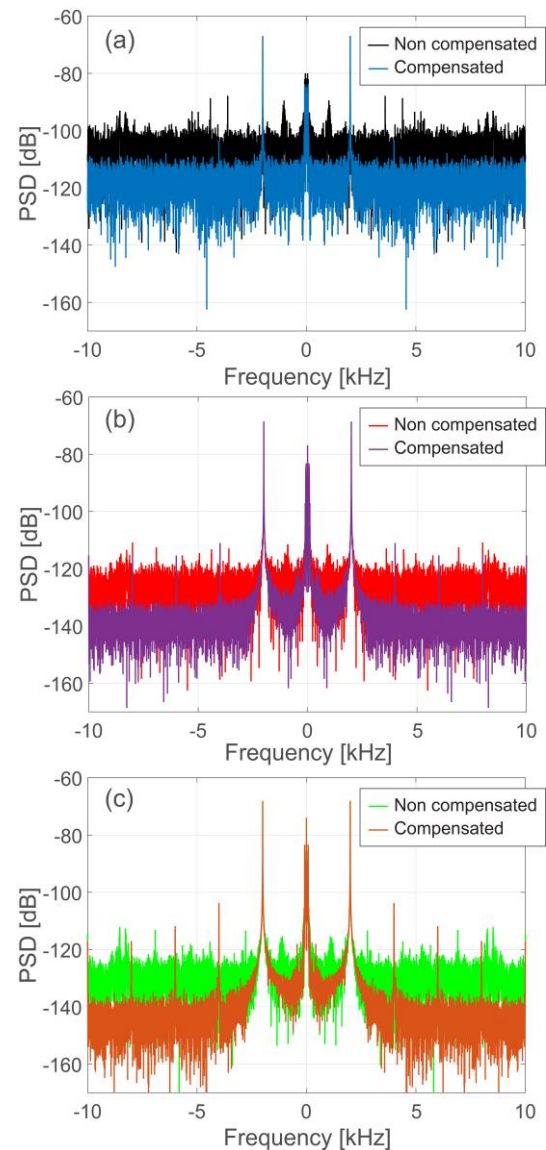 (a)
Non compensated
Compensated
PSD [dB]
-60
-80
-100
-120
-140
-160
-10
-5
0
5
10
Frequency [kHz]
(b)
Non compensated
Compensated
PSD [dB]
-60
-80
-100
-120
-140
-160
-10
-5
0
5
10
Frequency [kHz]
(c)
Non compensated
Compensated
PSD [dB]
-60
-80
-100
-120
-140
-160
-10
-5
0
5
10
Frequency [kHz]